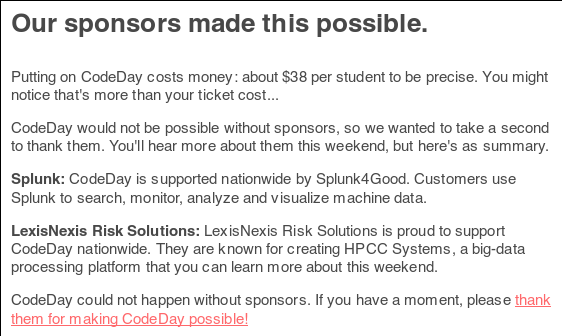 Our sponsors made this possible.
Putting on CodeDay costs money: about $38 per student to be precise. You might
notice that's more than your ticket cost...
CodeDay would not be possible without sponsors, so we wanted to take a second
to thank them. You'll hear more about them this weekend, but here's as summary.
Splunk: CodeDay is supported nationwide by Splunk4Good. Customers use
Splunk to search, monitor, analyze and visualize machine data.
LexisNexis Risk Solutions: LexisNexis Risk Solutions is proud to support
CodeDay nationwide. They are known for creating HPCC Systems, a big-data
processing platform that you can learn more about this weekend.
CodeDay could not happen without sponsors. If you have a moment, please thank
them for making CodeDay possible!